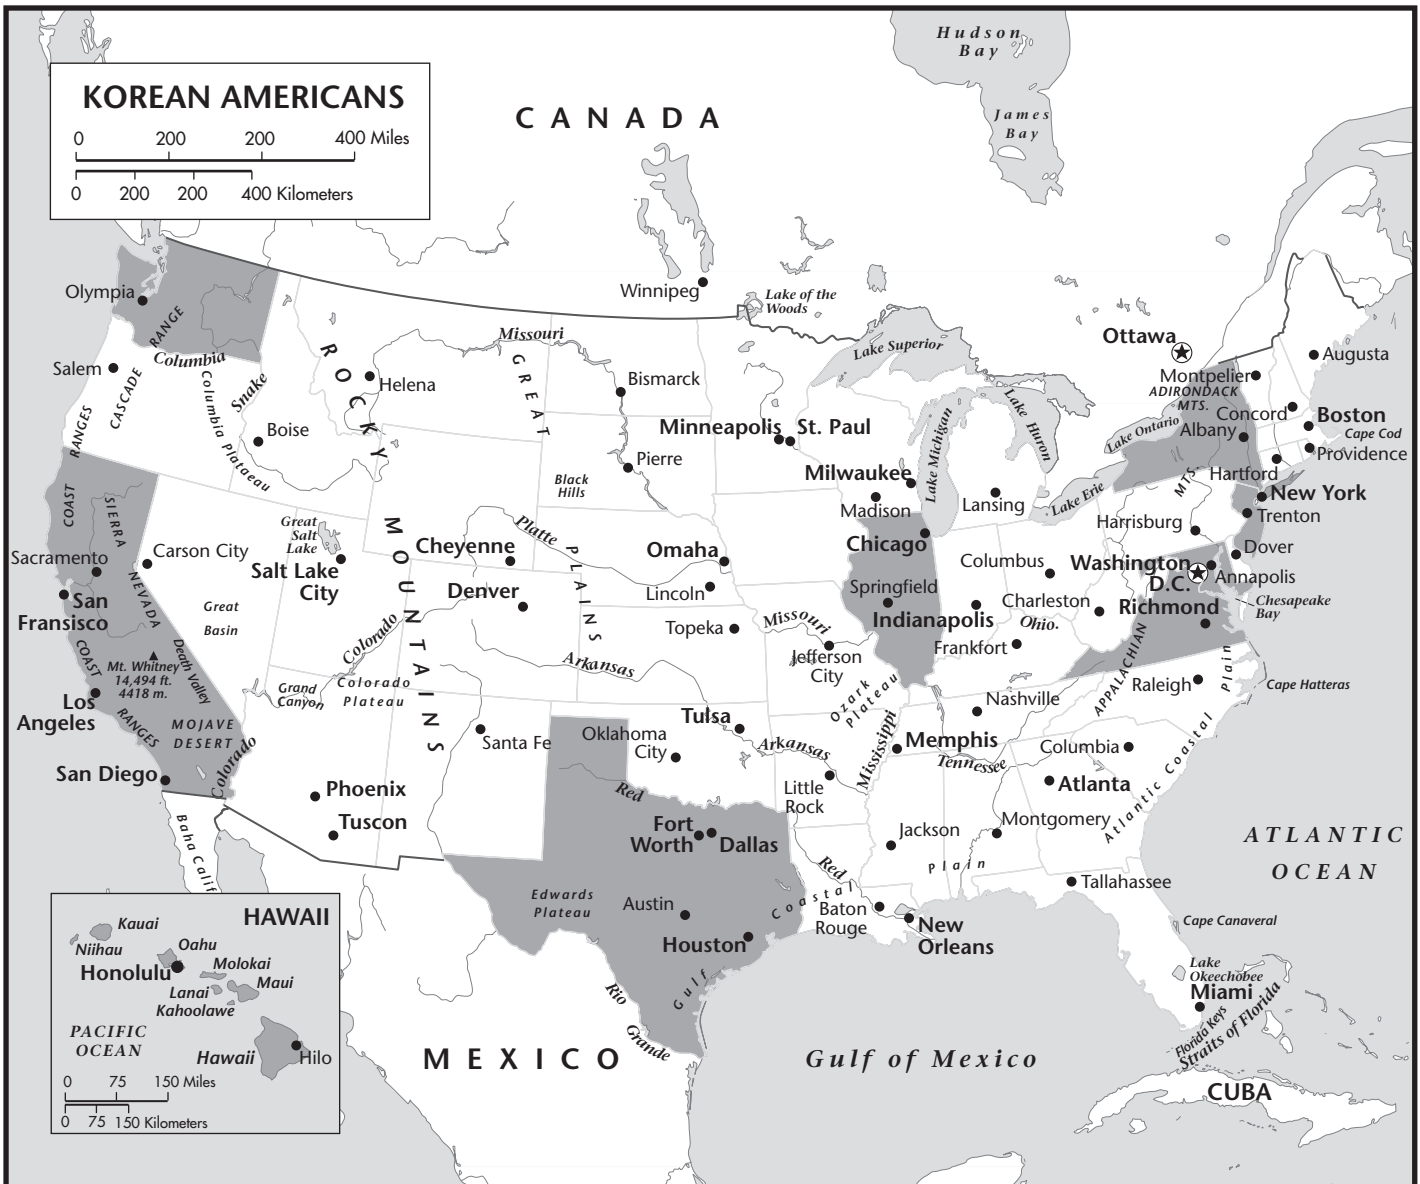 Hudson
Bay
James
Bay
KOREAN AMERICANS
0 200 200 400 Miles
0 200 200 400 Kilometers
CANADA
Winnipeg
Lake of the
Woods
Olympia
RANGE
Missouri
Ottawa
Lake Superior
Columbia
Salem
CASCADE
RANGES
Columbia Plataeau
Snake
ROCKY
Helena
GREAT
Bismarck
Augusta
Montpelier
ADIRONDACK
MTS.
Concord
Boston
Cape Cod
Albany
Providence
Lake Ontario
Lake Huron
Lake Michigan
Minneapolis
St. Paul
Boise
Pierre
Milwaukee
Madison
Lansing
Lake Erie
MTS.
Hartford
New York
Trenton
Black
Hills
COAST
SIERRA
NEVADA
Great
Salt
Lake
MOUNTAINS
Platte
PLAINS
Harrisburg
Sacramento
Carson City
Salt Lake
City
Cheyenne
Omaha
Chicago
Columbus
Washington
D.C.
Dover
Annapolis
San
Fransisco
Great
Basin
Denver
Lincoln
Springfield
Indianapolis
Charleston
Richmond
Chesapeake
Bay
Topeka
Missouri
Ohio.
Colorado
COAST
Death Valley
Mt. Whitney
14,494 ft.
4418 m.
Arkansas
Jefferson
City
Frankfort
APPALACHIAN
Plain
Grand
Canyon
Colorado
Plateau
Ozark
Plateau
Raleigh
Cape Hatteras
Los
Angeles
RANGES
MOJAVE
DESERT
Nashville
Tulsa
Mississippi
Memphis
Santa Fe
Oklahoma
City
Arkansas
Tennessee
Columbia
Atlantic Coastal
San Diego
Colorado
Phoenix
Tuscon
Red
Little
Rock
Atlanta
Montgomery
Baha Calif
Fort
Worth
Dallas
Jackson
ATLANTIC
OCEAN
Red
Plain
Tallahassee
Edwards
Plateau
Austin
Coastal
Baton
Rouge
New
Orleans
Houston
Cape Canaveral
Gulf
Lake
Okeechobee
Miami
Florida Keys
Straits of Florida
Rio
Grande
MEXICO
Gulf of Mexico
CUBA
HAWAII
Kauai
Niihau
Oahu
Honolulu
Molokai
Lanai
Maui
Kahoolawe
PACIFIC
OCEAN
Hawaii
Hilo
0 75 150 Miles
0 75 150 Kilometers